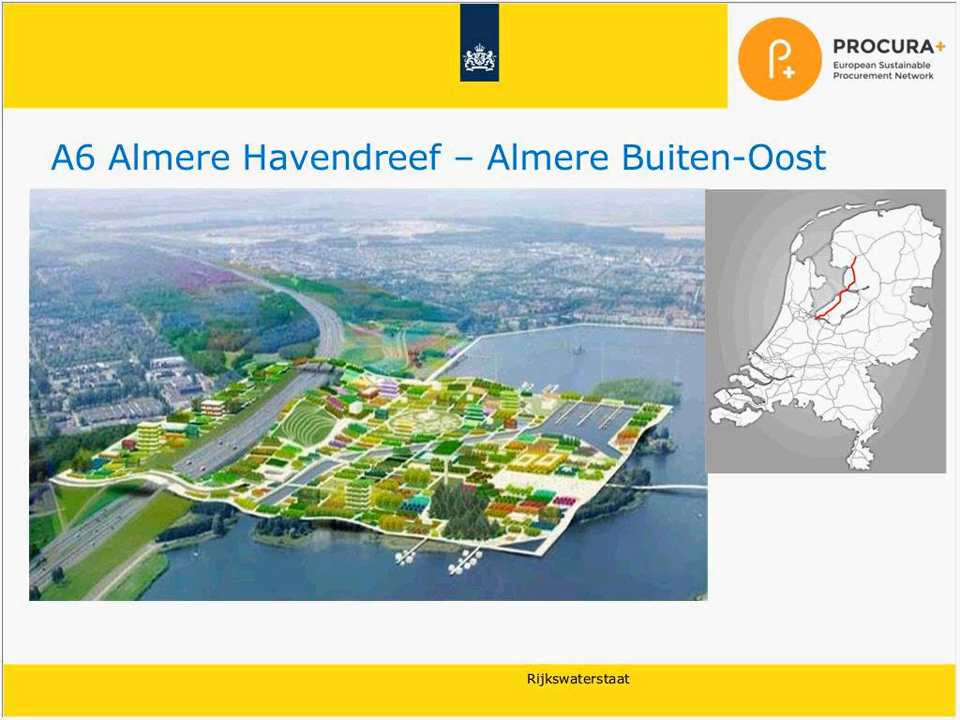 PROCURA+
European Sustainable
Procurement Network
A6 Almere Havendreef – Almere Buiten-Oost
Rijkswaterstaat